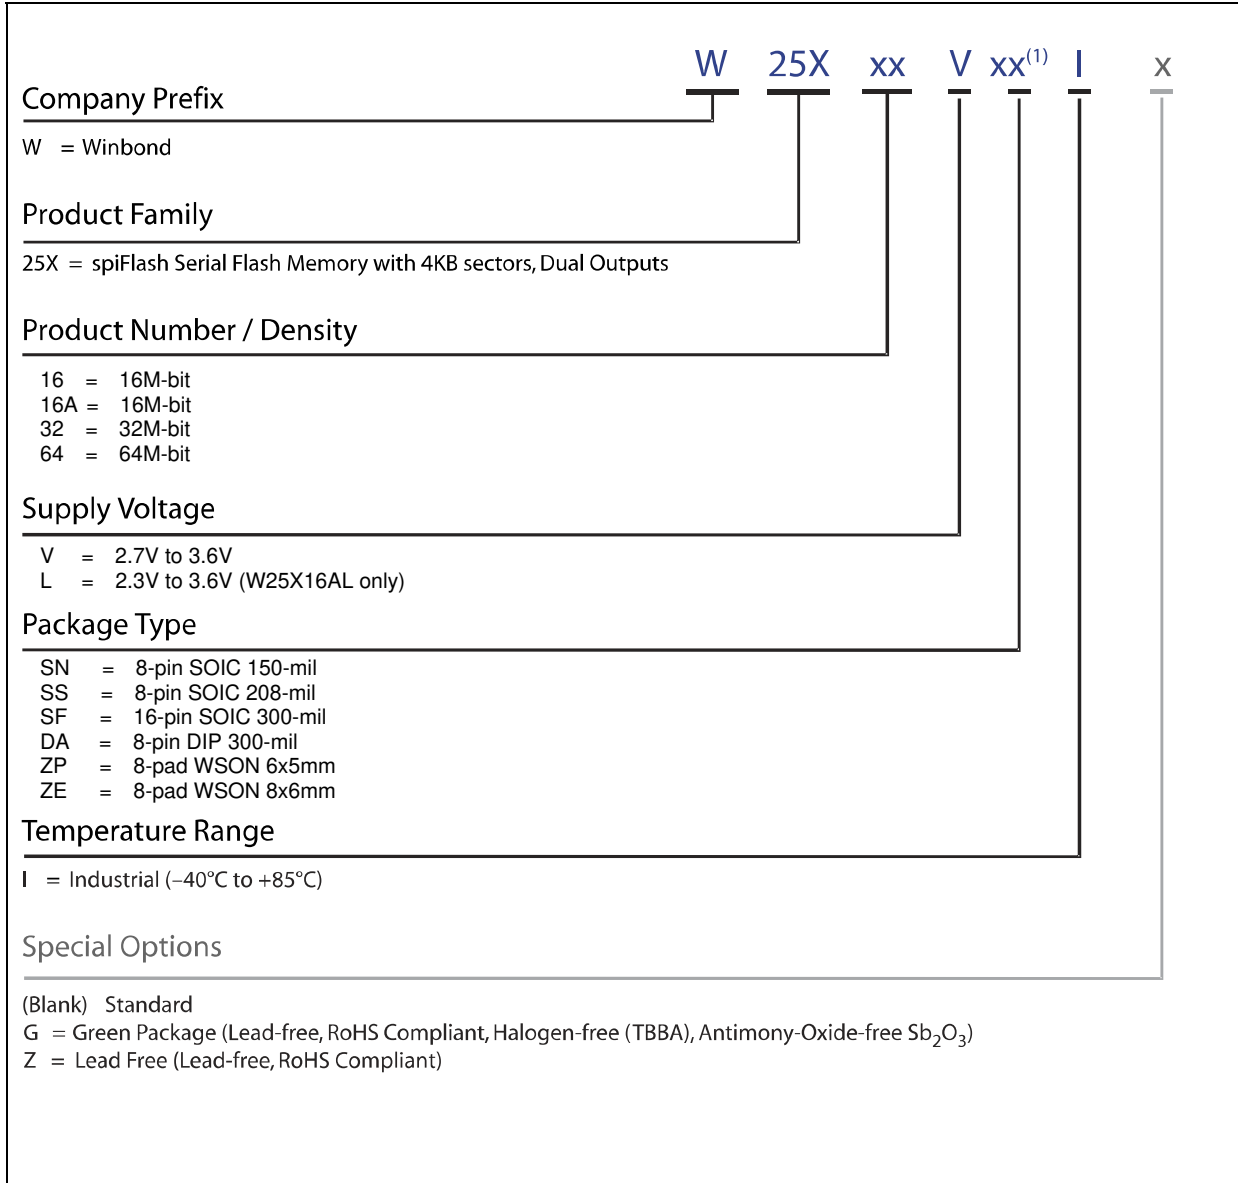 W 25X xx V xx(1) I x
Company Prefix
W = Winbond
Product Family
25X = spiFlash Serial Flash Memory with 4KB sectors, Dual Outputs
Product Number / Density
16 = 16M-bit
16A = 16M-bit
32 = 32M-bit
64 = 64M-bit
Supply Voltage
V = 2.7V to 3.6V
L = 2.3V to 3.6V (W25X16AL only)
Package Type
SN = 8-pin SOIC 150-mil
SS = 8-pin SOIC 208-mil
SF = 16-pin SOIC 300-mil
DA = 8-pin DIP 300-mil
ZP = 8-pad WSON 6x5mm
ZE = 8-pad WSON 8x6mm
Temperature Range
I = Industrial (–40°C to +85°C)
Special Options
(Blank) Standard
G = Green Package (Lead-free, RoHS Compliant, Halogen-free (TBBA), Antimony-Oxide-free Sb₂O₃)
Z = Lead Free (Lead-free, RoHS Compliant)